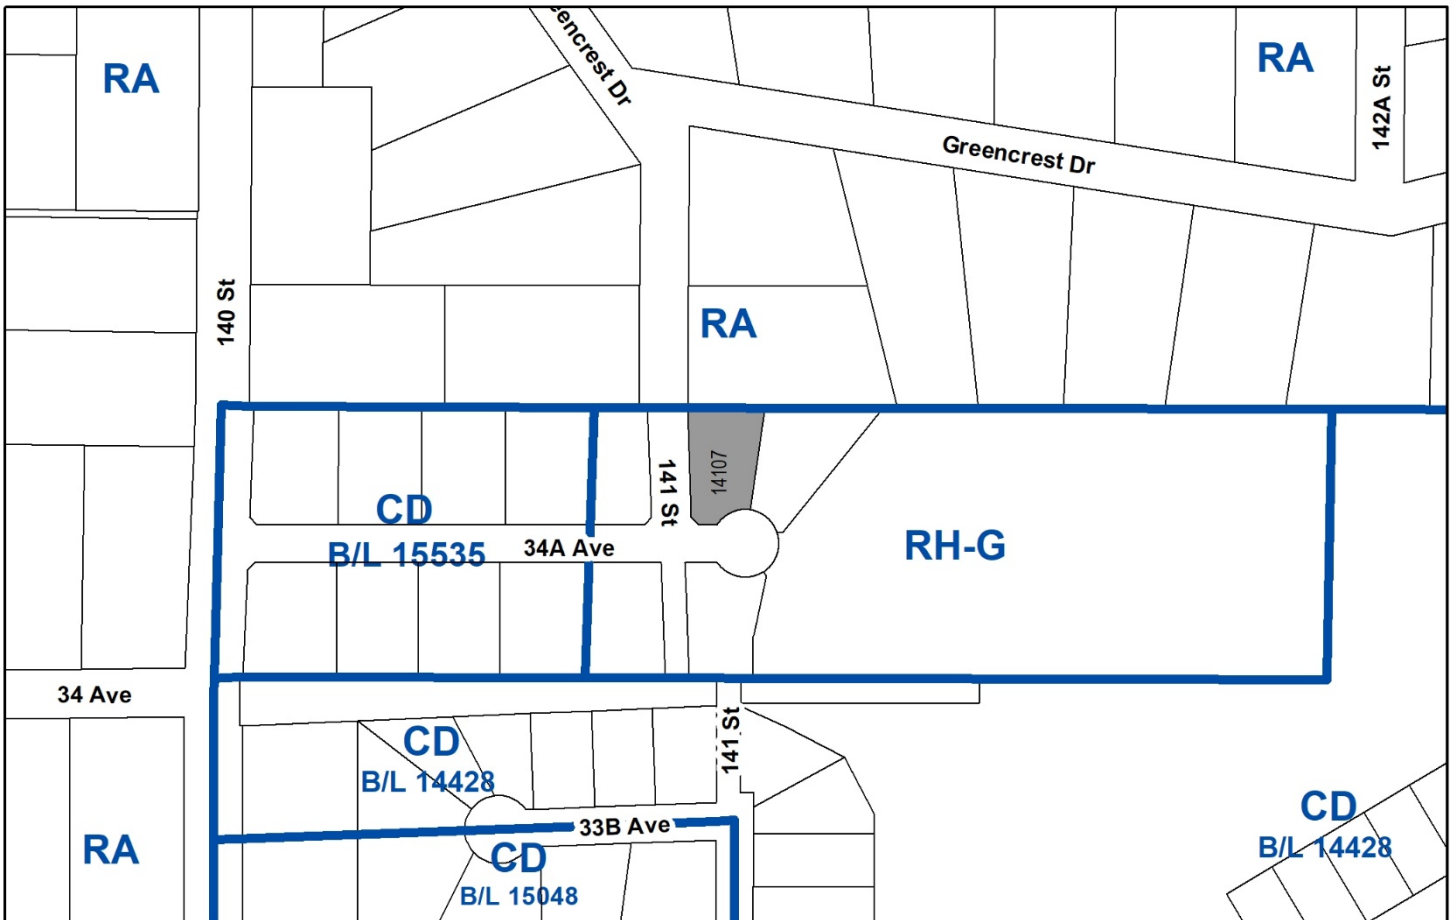 RA
eencrest Dr
RA
142A St
Greencrest Dr
140 St
RA
14107
141 St
CD
B/L 15535
34A Ave
RH-G
34 Ave
141 St
CD
B/L 14428
33B Ave
RA
CD
B/L 15048
CD
B/L 14428